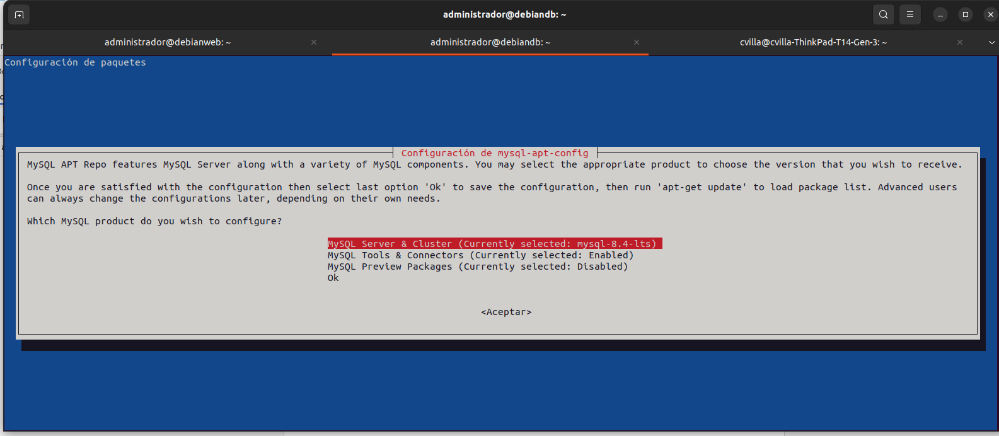 administrador@debiandb: ~
administrador@debianweb: ~
administrador@debiandb: ~
cvilla@cvilla-ThinkPad-T14-Gen-3: ~
Configuración de paquetes
Configuración de mysql-apt-config
MySQL APT Repo features MySQL Server along with a variety of MySQL components. You may select the appropriate product to choose the version that you wish to receive.
Once you are satisfied with the configuration then select last option 'Ok' to save the configuration, then run 'apt-get update' to load package list. Advanced users
can always change the configurations later, depending on their own needs.
Which MySQL product do you wish to configure?
MySQL Server & Cluster (Currently selected: mysql-8.4-lts)
MySQL Tools & Connectors (Currently selected: Enabled)
MySQL Preview Packages (Currently selected: Disabled)
Ok
<Aceptar>